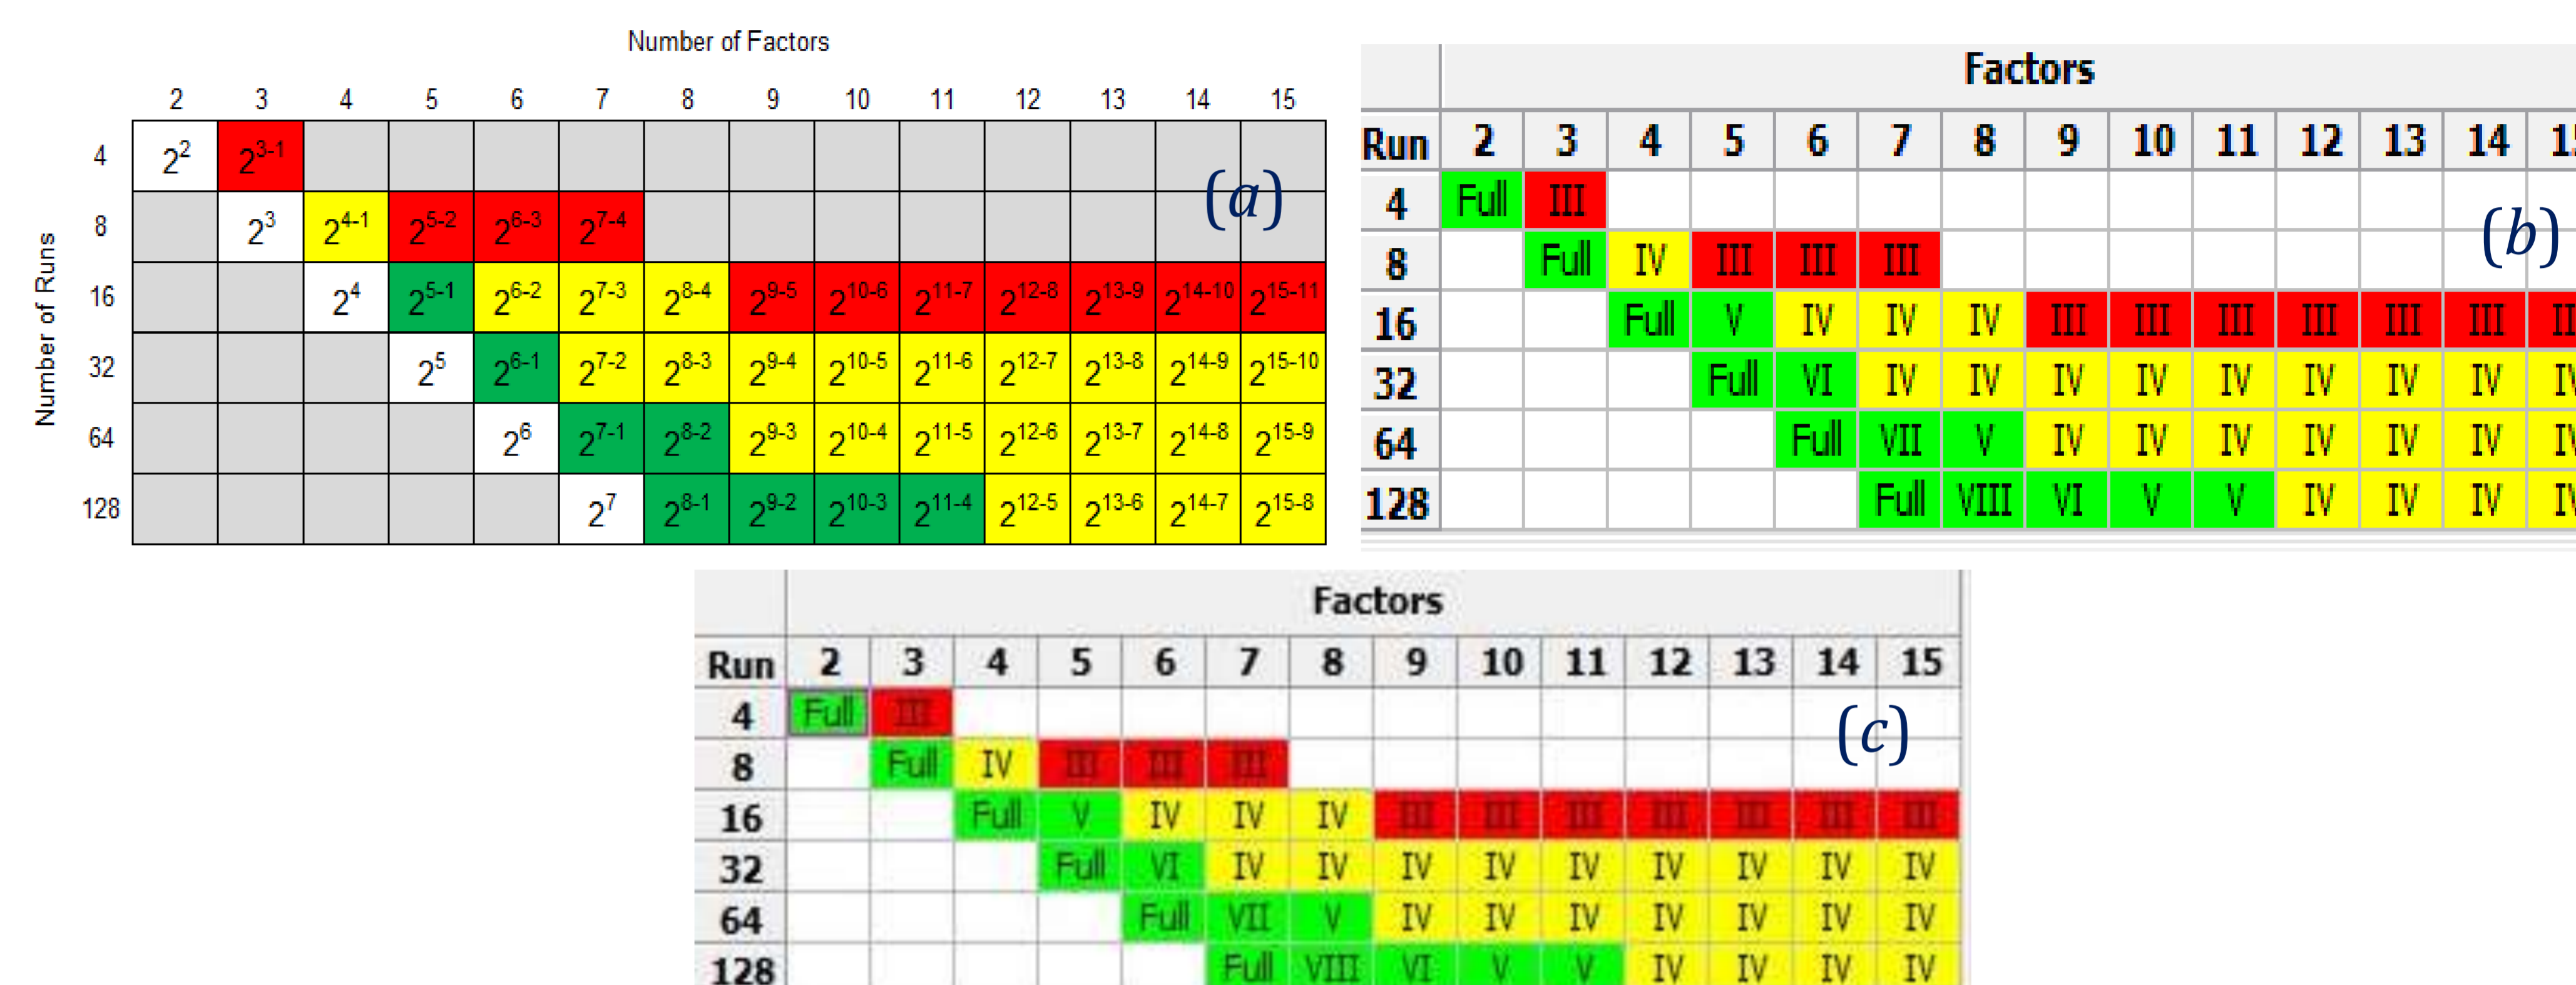 Number of Factors
2 3 4 5 6 7 8 9 10 11 12 13 14 15
Number of Runs
4 2^2 2^3-1
(a)
8 2^3 2^4-1 2^5-2 2^6-3 2^7-4
16 2^4 2^5-1 2^6-2 2^7-3 2^8-4 2^9-5 2^10-6 2^11-7 2^12-8 2^13-9 2^14-10 2^15-11
32 2^5 2^6-1 2^7-2 2^8-3 2^9-4 2^10-5 2^11-6 2^12-7 2^13-8 2^14-9 2^15-10
64 2^6 2^7-1 2^8-2 2^9-3 2^10-4 2^11-5 2^12-6 2^13-7 2^14-8 2^15-9
128 2^7 2^8-1 2^9-2 2^10-3 2^11-4 2^12-5 2^13-6 2^14-7 2^15-8
Factors
Run 2 3 4 5 6 7 8 9 10 11 12 13 14
4 Full III
(b)
8 Full IV III III III
16 Full V IV IV IV III III III III III III
32 Full VI IV IV IV IV IV IV IV IV
64 Full VII V IV IV IV IV IV IV
128 Full VIII VI V V IV IV IV
Factors
Run 2 3 4 5 6 7 8 9 10 11 12 13 14 15
4 Full III
(c)
8 Full IV III III III
16 Full V IV IV IV III III III III III III III
32 Full VI IV IV IV IV IV IV IV IV IV
64 Full VII V IV IV IV IV IV IV IV
128 Full VIII VI V V IV IV IV IV